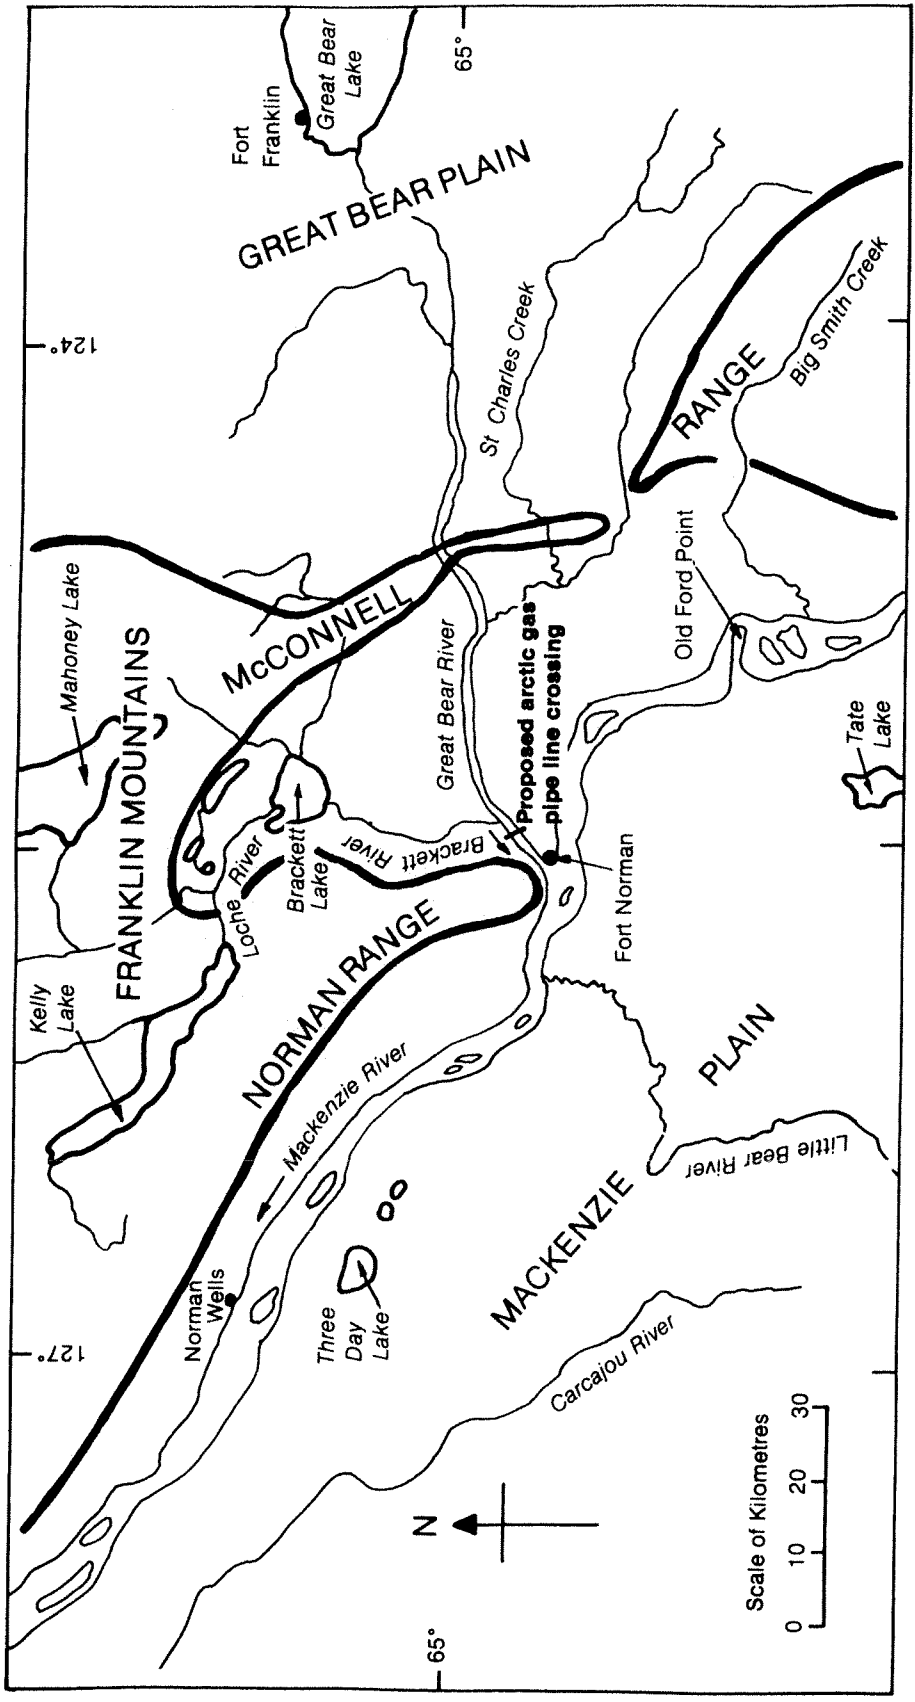 65°
Fort
Franklin
Great Bear
Lake
GREAT BEAR PLAIN
124°
St Charles Creek
Big Smith Creek
RANGE
Old Ford Point
Mahoney Lake
FRANKLIN MOUNTAINS
McCONNELL
Great Bear River
Proposed arctic gas
pipe line crossing
Tate
Lake
Brackett
Lake
Brackett River
Brackett River
Loche River
Fort Norman
Kelly
Lake
NORMAN RANGE
Mackenzie River
MACKENZIE PLAIN
Little Bear River
Norman
Wells
Three
Day
Lake
127°
Carcajou River
N
65°
Scale of Kilometres
0 10 20 30